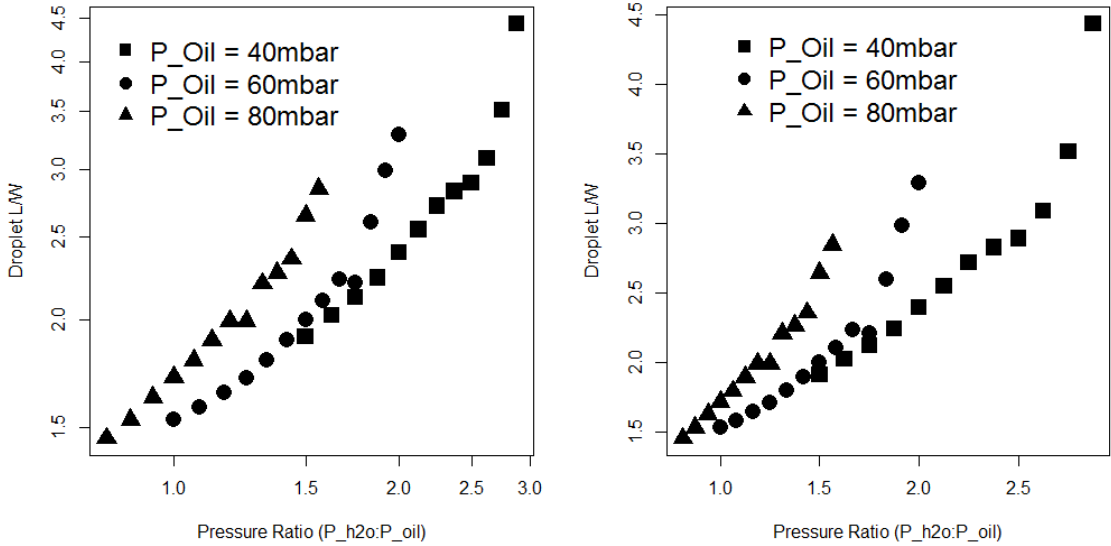 4.5
4.0
3.5
3.0
2.5
2.0
1.5
Droplet L/W
P_Oil = 40mbar
P_Oil = 60mbar
P_Oil = 80mbar
1.0 1.5 2.0 2.5 3.0
Pressure Ratio (P_h2o:P_oil)
4.5
4.0
3.5
3.0
2.5
2.0
1.5
Droplet L/W
P_Oil = 40mbar
P_Oil = 60mbar
P_Oil = 80mbar
1.0 1.5 2.0 2.5
Pressure Ratio (P_h2o:P_oil)